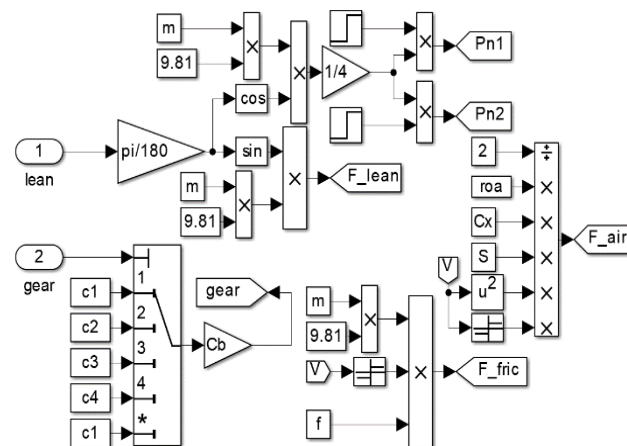 m
9.81
×
×
cos
1/4
×
Pn1
×
Pn2
1
lean
pi/180
sin
m
9.81
×
×
F_lean
2
÷
roa
×
Cx
×
S
×
V
u²
×
×
F_air
2
gear
c1
1
c2
2
c3
3
c4
4
c1
*
Cb
gear
m
9.81
×
V
f
×
F_fric